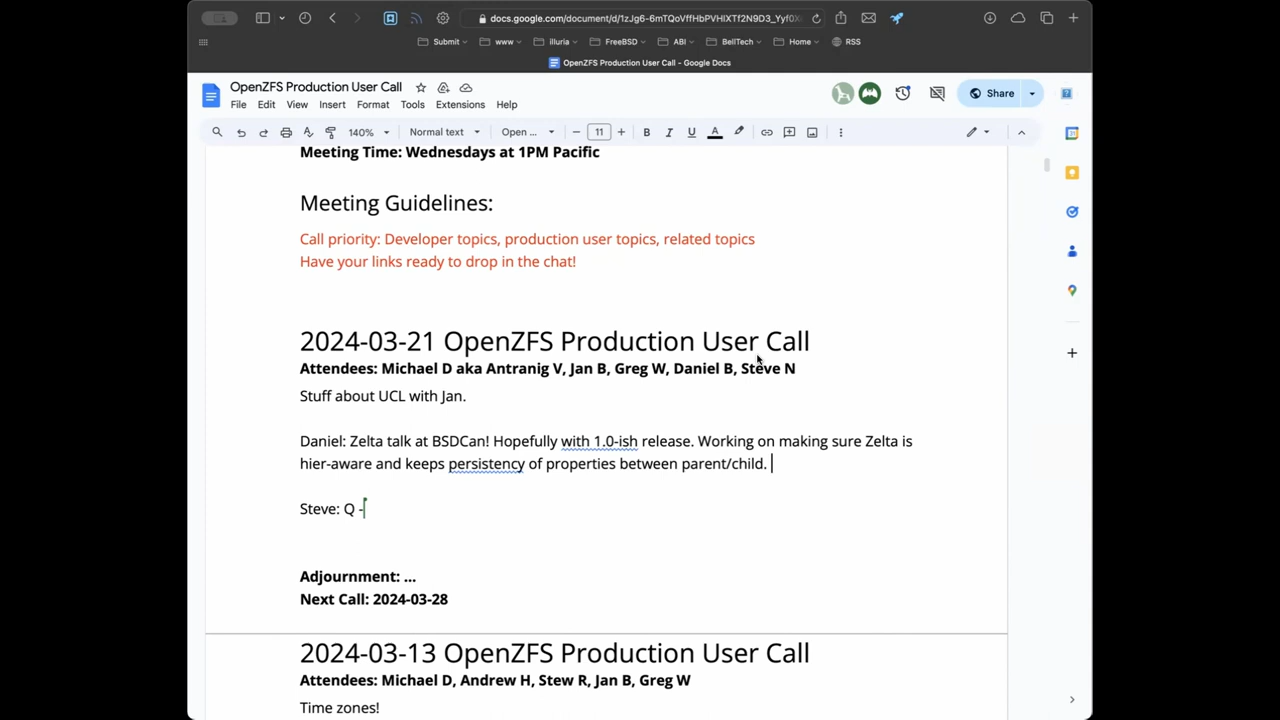 docs.google.com/document/d/1zJg6-6mTQoVffHbPVHlXTf2N9D3_Yyf0X
Submit www illuria FreeBSD ABI BellTech Home RSS
OpenZFS Production User Call - Google Docs
OpenZFS Production User Call
File Edit View Insert Format Tools Extensions Help
Share
140% Normal text Open ... 11 B I U A
Meeting Time: Wednesdays at 1PM Pacific
Meeting Guidelines:
Call priority: Developer topics, production user topics, related topics
Have your links ready to drop in the chat!
2024-03-21 OpenZFS Production User Call
Attendees: Michael D aka Antranig V, Jan B, Greg W, Daniel B, Steve N
Stuff about UCL with Jan.
Daniel: Zelta talk at BSDCan! Hopefully with 1.0-ish release. Working on making sure Zelta is
hier-aware and keeps persistency of properties between parent/child.
Steve: Q -
Adjournment: ...
Next Call: 2024-03-28
2024-03-13 OpenZFS Production User Call
Attendees: Michael D, Andrew H, Stew R, Jan B, Greg W
Time zones!